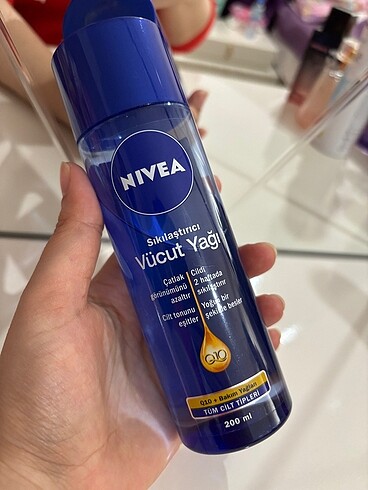 NIVEA
Sıkılaştırıcı
Vücut Yağı
Çatlak
görünümünü
azaltır
Cilt tonunu
eşitler
Cildi
2 haftada
sıkılaştırır
Yoğun bir
şekilde besler
Q10
Q10 + Bakım Yağları
TÜM CİLT TİPLERİ
200 ml